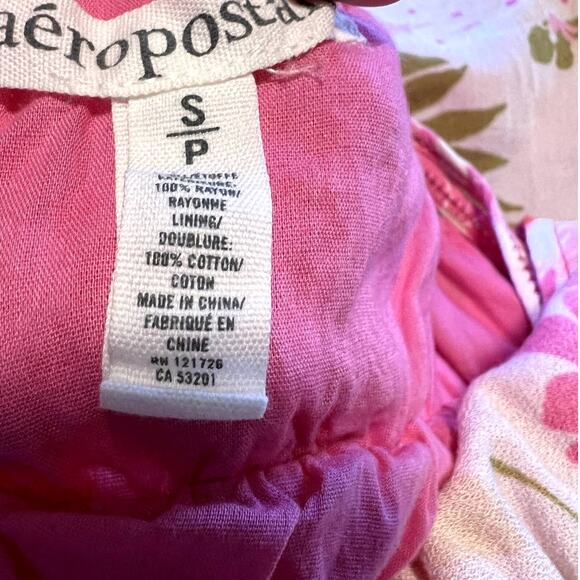 aéroposta
S
P
100% RAYON/
RAYONNE
LINING/
DOUBLURE:
100% COTTON/
COTON
MADE IN CHINA/
FABRIQUÉ EN
CHINE
RN 121726
CA 53201